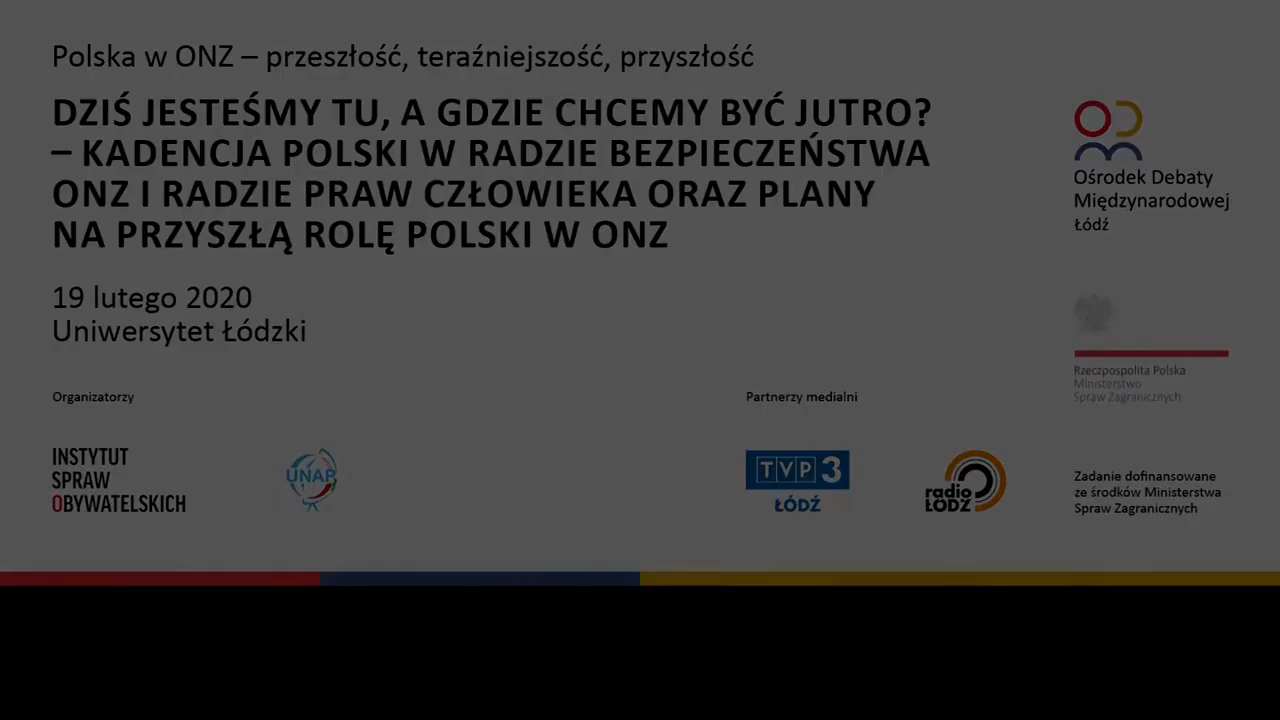 Polska w ONZ – przeszłość, teraźniejszość, przyszłość
DZIŚ JESTEŚMY TU, A GDZIE CHCEMY BYĆ JUTRO?
– KADENCJA POLSKI W RADZIE BEZPIECZEŃSTWA
ONZ I RADZIE PRAW CZŁOWIEKA ORAZ PLANY
NA PRZYSZŁĄ ROLĘ POLSKI W ONZ
19 lutego 2020
Uniwersytet Łódzki
Ośrodek Debaty
Międzynarodowej
Łódź
Rzeczpospolita Polska
Ministerstwo
Spraw Zagranicznych
Organizatorzy
INSTYTUT
SPRAW
OBYWATELSKICH
UNAP
Partnerzy medialni
TVP3
ŁÓDŹ
radio
ŁÓDŹ
Zadanie dofinansowane
ze środków Ministerstwa
Spraw Zagranicznych